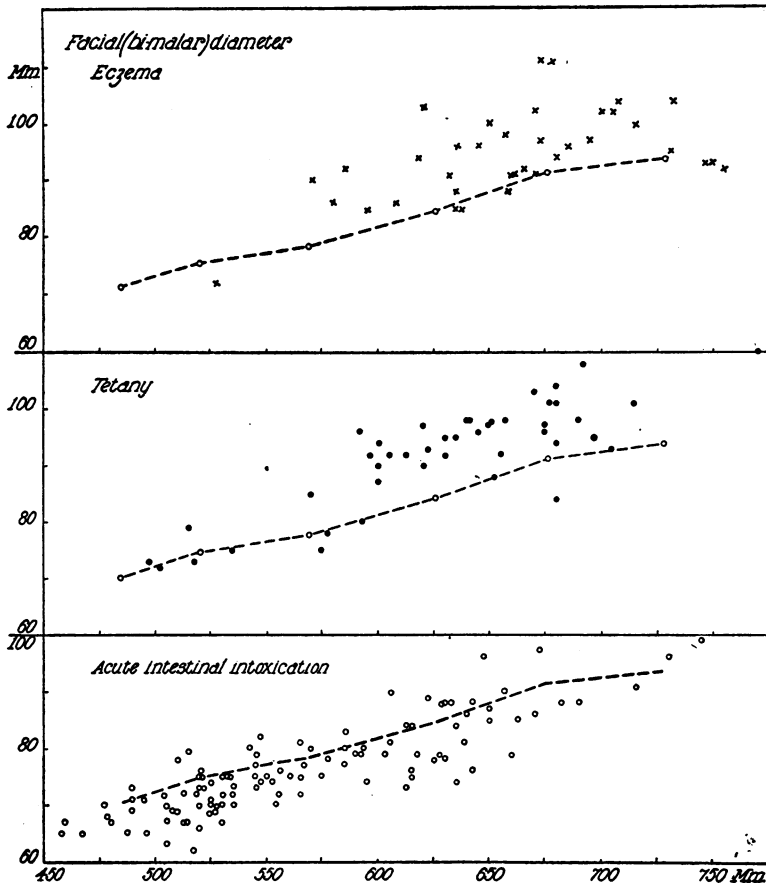 Facial(bi-malar)diameter
Mm. Eczema
100
80
60
Tetany
100
80
60
100
Acute intestinal intoxication
80
60
450 500 550 600 650 700 750 Mm.